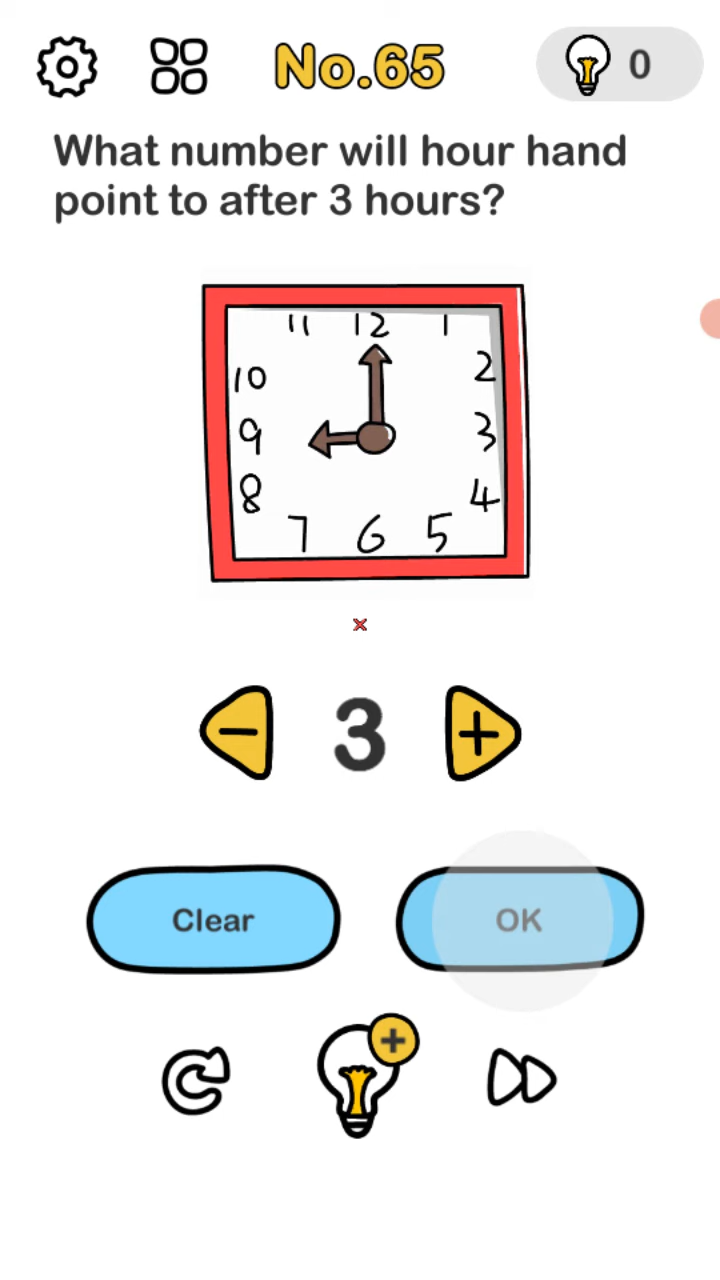 No.65
0
What number will hour hand
point to after 3 hours?
11 12 1
10 2
9 3
8 4
7 6 5
- 3 +
Clear OK
+